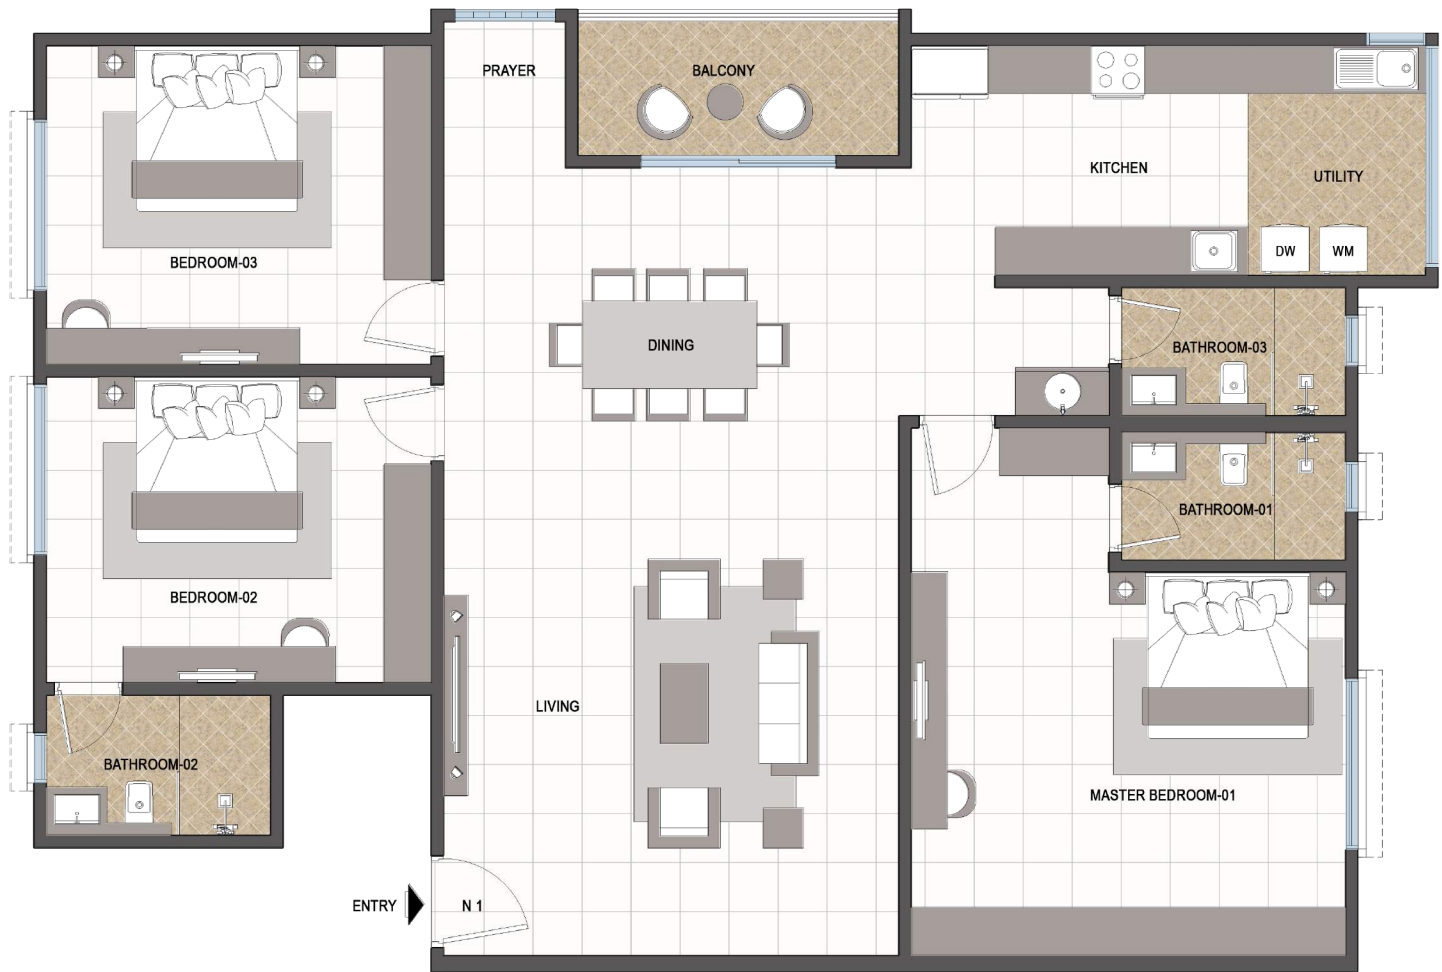 PRAYER
BALCONY
KITCHEN
UTILITY
BEDROOM-03
DW
WM
DINING
BATHROOM-03
BATHROOM-01
BEDROOM-02
LIVING
BATHROOM-02
MASTER BEDROOM-01
ENTRY
N 1